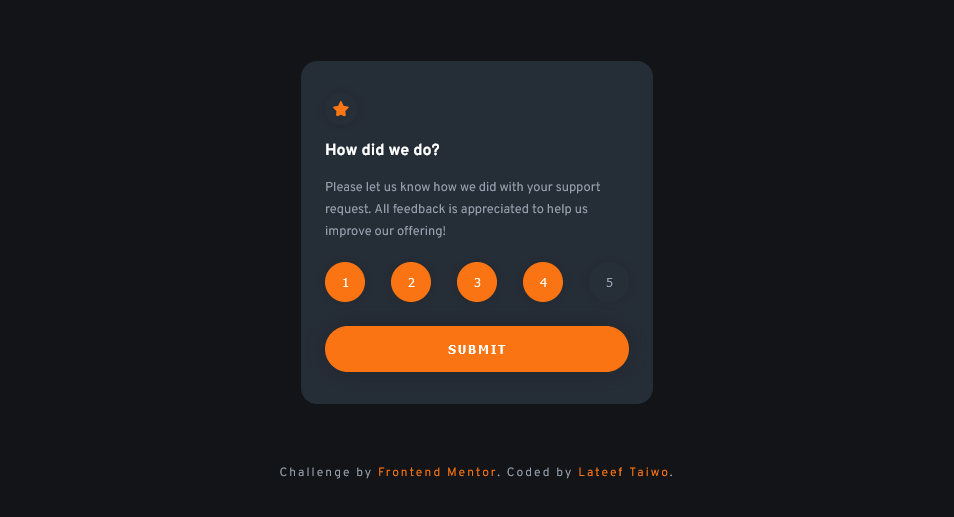 How did we do?
Please let us know how we did with your support
request. All feedback is appreciated to help us
improve our offering!
1 2 3 4 5
SUBMIT
Challenge by Frontend Mentor. Coded by Lateef Taiwo.